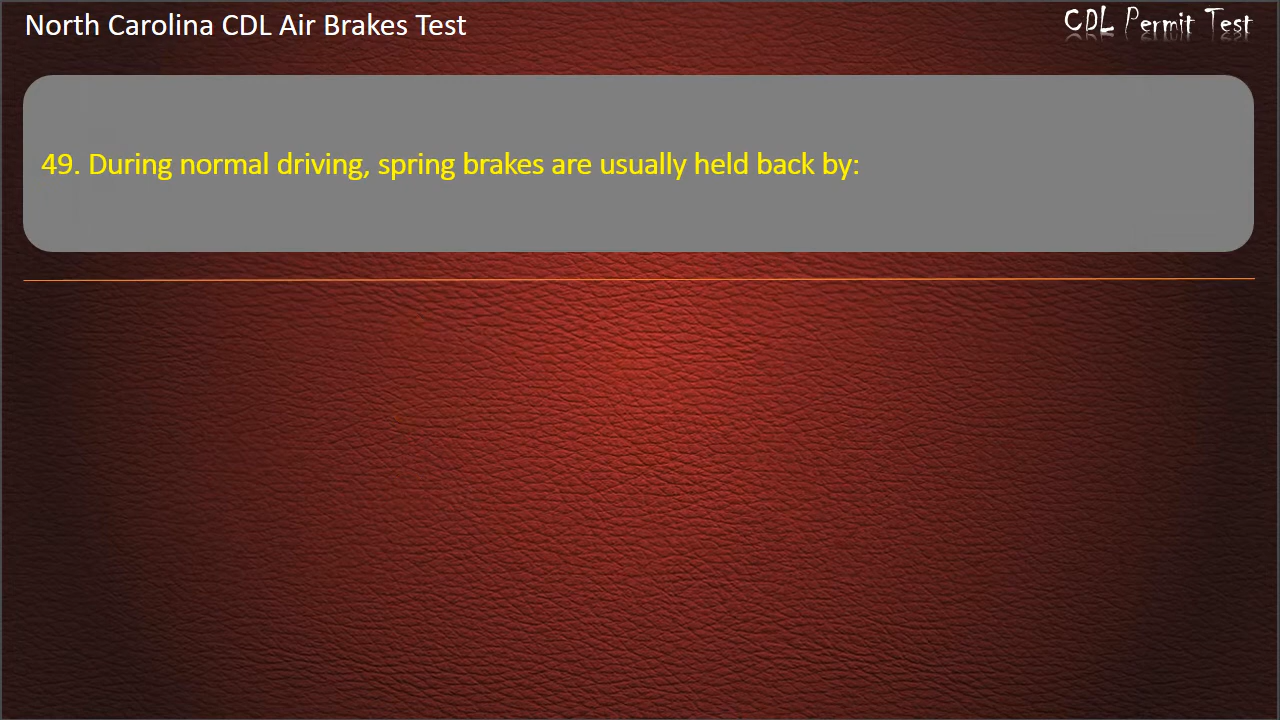 North Carolina CDL Air Brakes Test
CDL Permit Test
49. During normal driving, spring brakes are usually held back by: